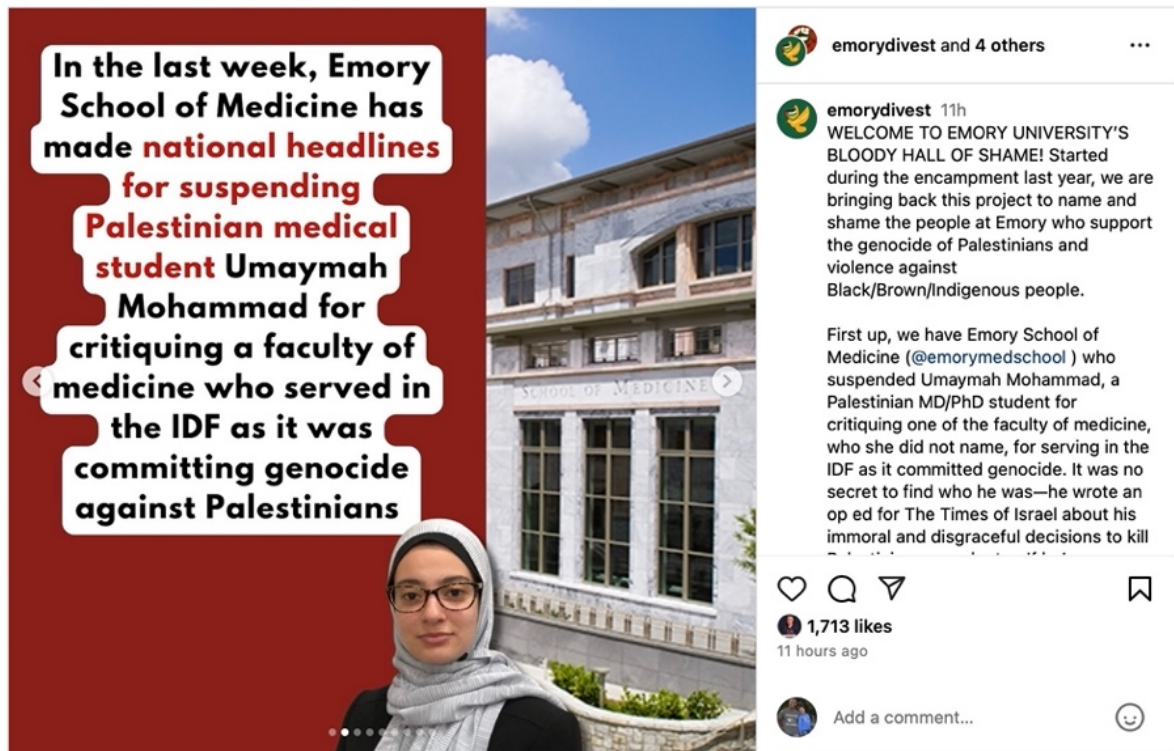 In the last week, Emory
School of Medicine has
made national headlines
for suspending
Palestinian medical
student Umaymah
Mohammad for
critiquing a faculty of
medicine who served in
the IDF as it was
committing genocide
against Palestinians
SCHOOL OF MEDICINE
emorydivest and 4 others
emorydivest 11h
WELCOME TO EMORY UNIVERSITY’S
BLOODY HALL OF SHAME! Started
during the encampment last year, we are
bringing back this project to name and
shame the people at Emory who support
the genocide of Palestinians and
violence against
Black/Brown/Indigenous people.
First up, we have Emory School of
Medicine (@emorymedschool ) who
suspended Umaymah Mohammad, a
Palestinian MD/PhD student for
critiquing one of the faculty of medicine,
who she did not name, for serving in the
IDF as it committed genocide. It was no
secret to find who he was—he wrote an
op ed for The Times of Israel about his
immoral and disgraceful decisions to kill
1,713 likes
11 hours ago
Add a comment...